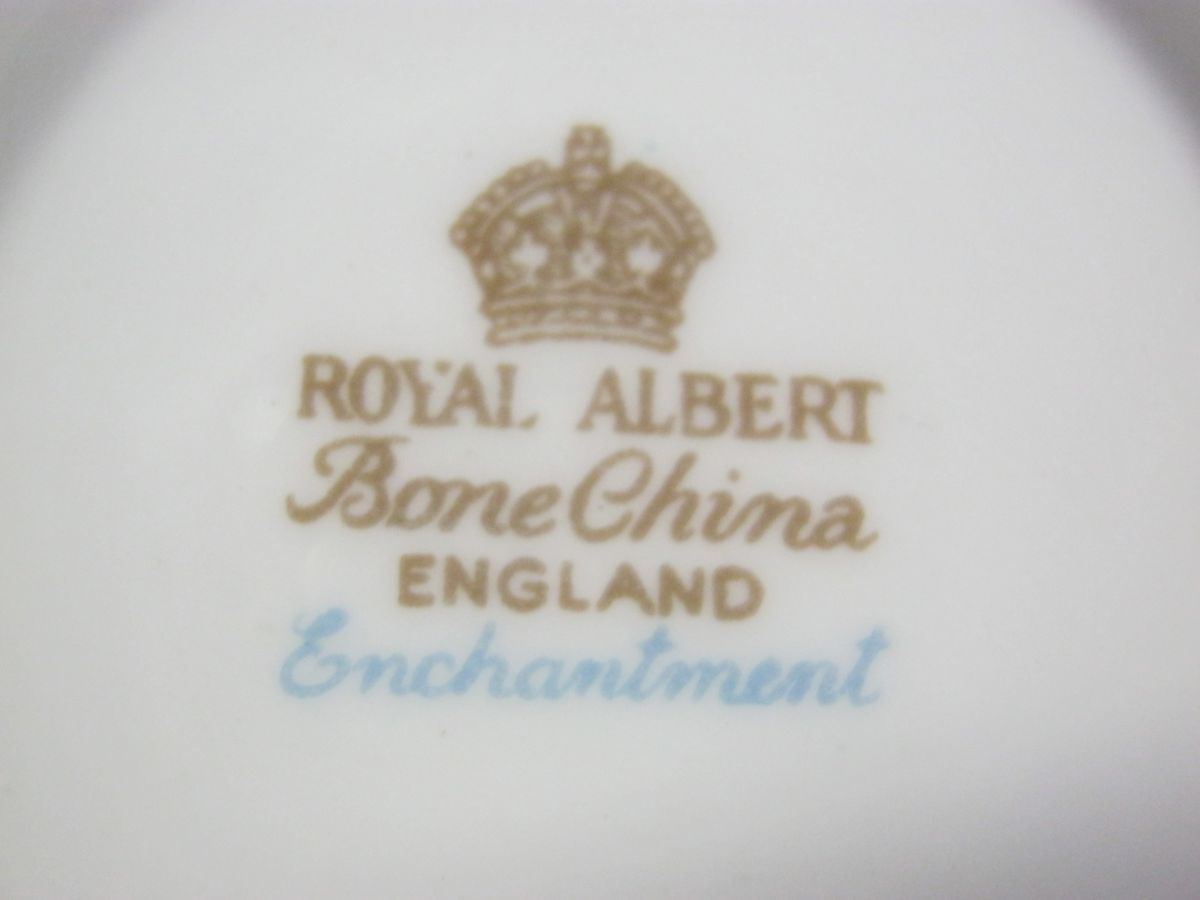 ROYAL ALBERT
Bone China
ENGLAND
Enchantment